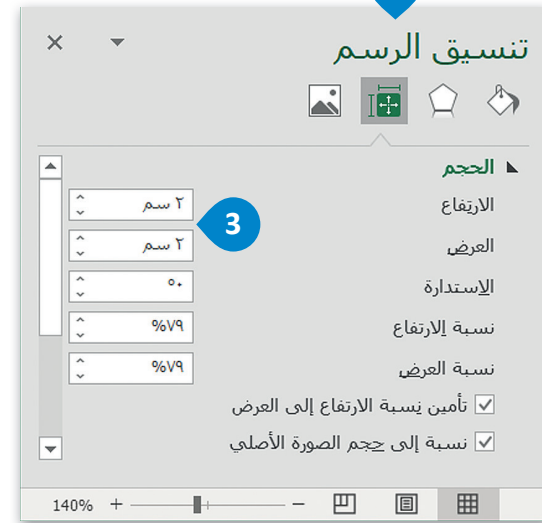 تنسيق الرسم
الحجم
الارتفاع ٢ سم
3
العرض ٢ سم
الاستدارة ٠°
نسبة الارتفاع ٧٩%
نسبة العرض ٧٩%
تأمين نسبة الارتفاع إلى العرض
نسبة إلى حجم الصورة الأصلي
140%